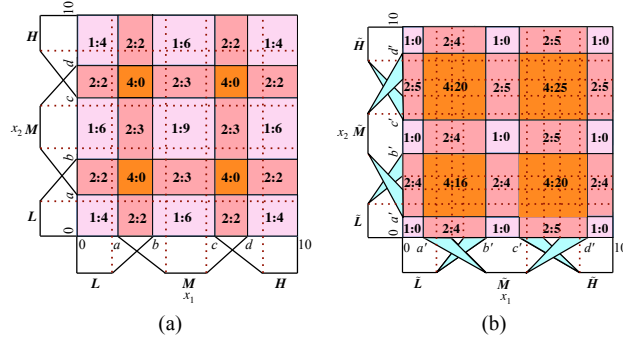 10
H
1:4 2:2 1:6 2:2 1:4
d
2:2 4:0 2:3 4:0 2:2
c
x2 M
1:6 2:3 1:9 2:3 1:6
b
2:2 4:0 2:3 4:0 2:2
a
L
1:4 2:2 1:6 2:2 1:4
0
0 a b c d 10
L M H
x1
(a)
10
H̃
1:0 2:4 1:0 2:5 1:0
d'
2:5 4:20 2:5 4:25 2:5
c'
x2 M̃
1:0 2:4 1:0 2:5 1:0
b'
2:4 4:16 2:4 4:20 2:4
a'
L̃
1:0 2:4 1:0 2:5 1:0
0
0 a' b' c' d' 10
L̃ M̃ H̃
x1
(b)